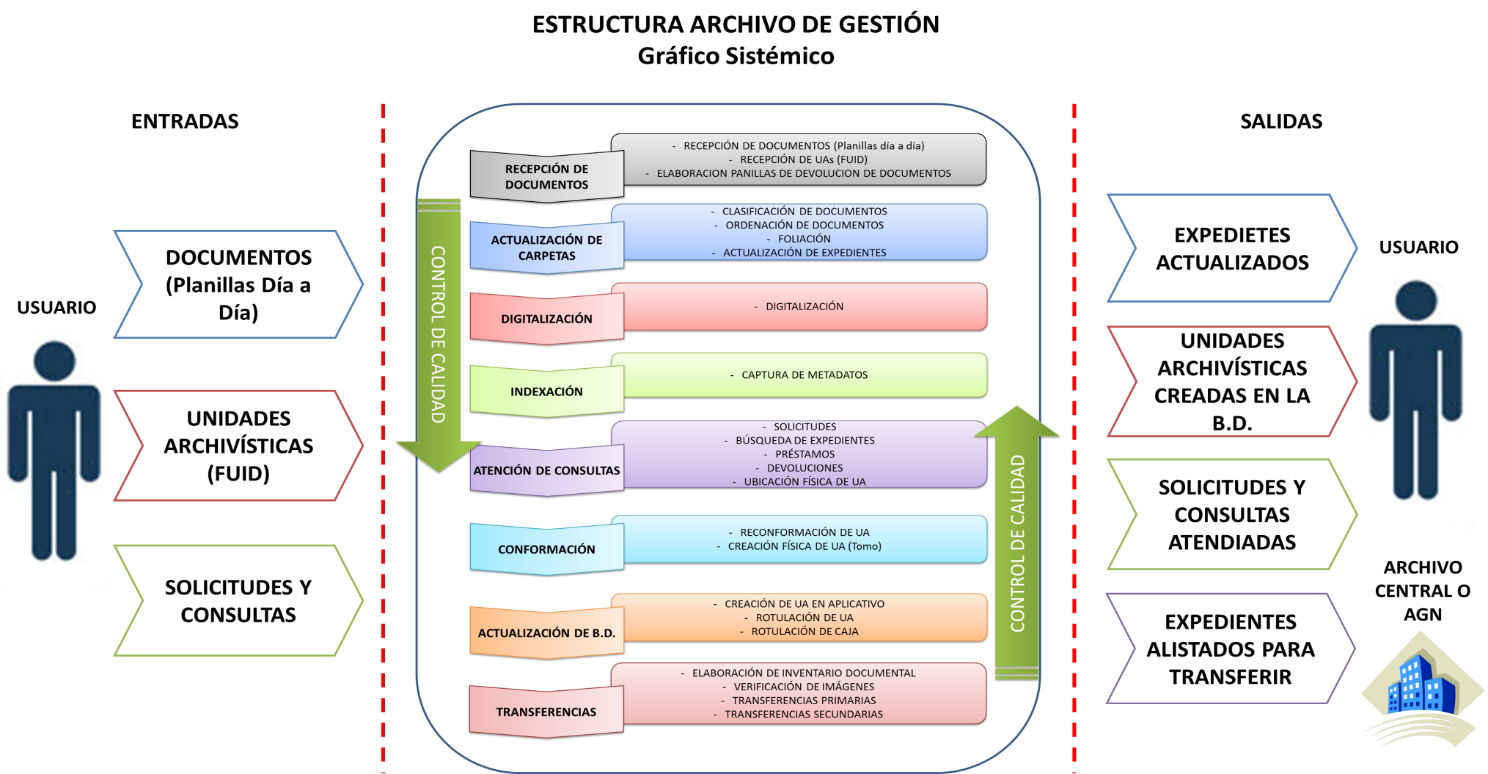 ESTRUCTURA ARCHIVO DE GESTIÓN
Gráfico Sistémico
ENTRADAS
USUARIO
DOCUMENTOS
(Planillas Día a
Día)
UNIDADES
ARCHIVÍSTICAS
(FUID)
SOLICITUDES Y
CONSULTAS
CONTROL DE CALIDAD
RECEPCIÓN DE
DOCUMENTOS
- RECEPCIÓN DE DOCUMENTOS (Planillas día a dia)
- RECEPCIÓN DE UAs (FUID)
- ELABORACION PANILLAS DE DEVOLUCION DE DOCUMENTOS
ACTUALIZACIÓN DE
CARPETAS
- CLASIFICACIÓN DE DOCUMENTOS
- ORDENACIÓN DE DOCUMENTOS
- FOLIACIÓN
- ACTUALIZACIÓN DE EXPEDIENTES
DIGITALIZACIÓN
- DIGITALIZACIÓN
INDEXACIÓN
- CAPTURA DE METADATOS
ATENCIÓN DE CONSULTAS
- SOLICITUDES
- BÚSQUEDA DE EXPEDIENTES
- PRÉSTAMOS
- DEVOLUCIONES
- UBICACIÓN FÍSICA DE UA
CONFORMACIÓN
- RECONFORMACIÓN DE UA
- CREACIÓN FÍSICA DE UA (Tomo)
ACTUALIZACIÓN DE B.D.
- CREACIÓN DE UA EN APLICATIVO
- ROTULACIÓN DE UA
- ROTULACIÓN DE CAJA
TRANSFERENCIAS
- ELABORACIÓN DE INVENTARIO DOCUMENTAL
- VERIFICACIÓN DE IMÁGENES
- TRANSFERENCIAS PRIMARIAS
- TRANSFERENCIAS SECUNDARIAS
CONTROL DE CALIDAD
SALIDAS
EXPEDIETES
ACTUALIZADOS
UNIDADES
ARCHIVÍSTICAS
CREADAS EN LA
B.D.
SOLICITUDES Y
CONSULTAS
ATENDIADAS
EXPEDIENTES
ALISTADOS PARA
TRANSFERIR
USUARIO
ARCHIVO
CENTRAL O
AGN